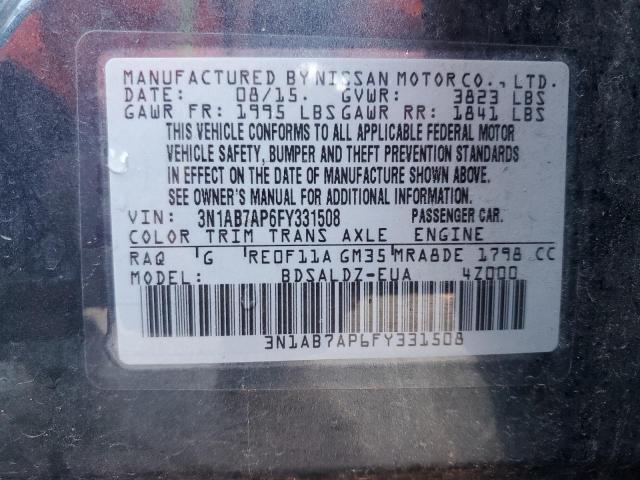 MANUFACTURED BY NISSAN MOTOR CO., LTD.
DATE: 08/15. GVWR: 3823 LBS
GAWR FR: 1995 LBS GAWR RR: 1841 LBS
THIS VEHICLE CONFORMS TO ALL APPLICABLE FEDERAL MOTOR
VEHICLE SAFETY, BUMPER AND THEFT PREVENTION STANDARDS
IN EFFECT ON THE DATE OF MANUFACTURE SHOWN ABOVE.
SEE OWNER'S MANUAL FOR ADDITIONAL INFORMATION.
VIN: 3N1AB7AP6FY331508 PASSENGER CAR.
COLOR TRIM TRANS AXLE ENGINE
RAQ G RE0F11A GM35 MRA8DE 1798 CC
MODEL: BDSALDZ-EUA 4Z000
3N1AB7AP6FY331508